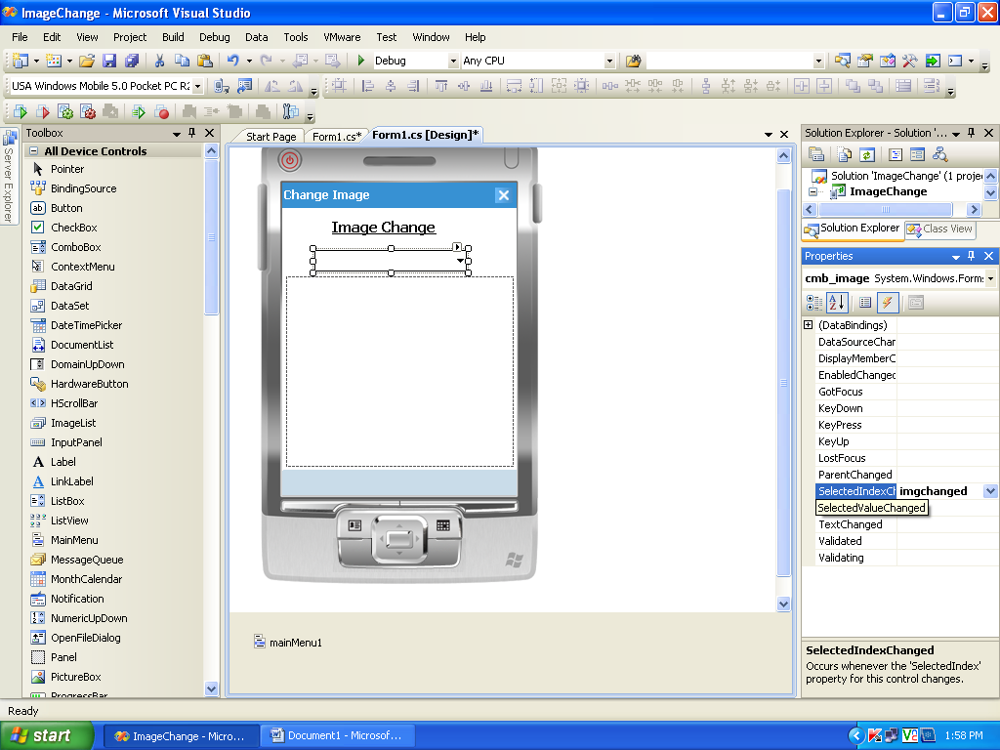 ImageChange - Microsoft Visual Studio
File Edit View Project Build Debug Data Tools VMware Test Window Help
Debug Any CPU
USA Windows Mobile 5.0 Pocket PC R2
Server Explorer
Toolbox
All Device Controls
Pointer
BindingSource
Button
CheckBox
ComboBox
ContextMenu
DataGrid
DataSet
DateTimePicker
DocumentList
DomainUpDown
HardwareButton
HScrollBar
ImageList
InputPanel
Label
LinkLabel
ListBox
ListView
MainMenu
MessageQueue
MonthCalendar
Notification
NumericUpDown
OpenFileDialog
Panel
PictureBox
ProgressBar
Start Page Form1.cs* Form1.cs [Design]*
Change Image
Image Change
mainMenu1
Solution Explorer - Solution '...
Solution 'ImageChange' (1 proje
ImageChange
Solution Explorer Class View
Properties
cmb_image System.Windows.Form
(DataBindings)
DataSourceChar
DisplayMemberC
EnabledChanged
GotFocus
KeyDown
KeyPress
KeyUp
LostFocus
ParentChanged
SelectedIndexCh imgchanged
SelectedValueChanged
TextChanged
Validated
Validating
SelectedIndexChanged
Occurs whenever the 'SelectedIndex'
property for this control changes.
Ready
start ImageChange - Micro... Document1 - Microsof... 1:58 PM